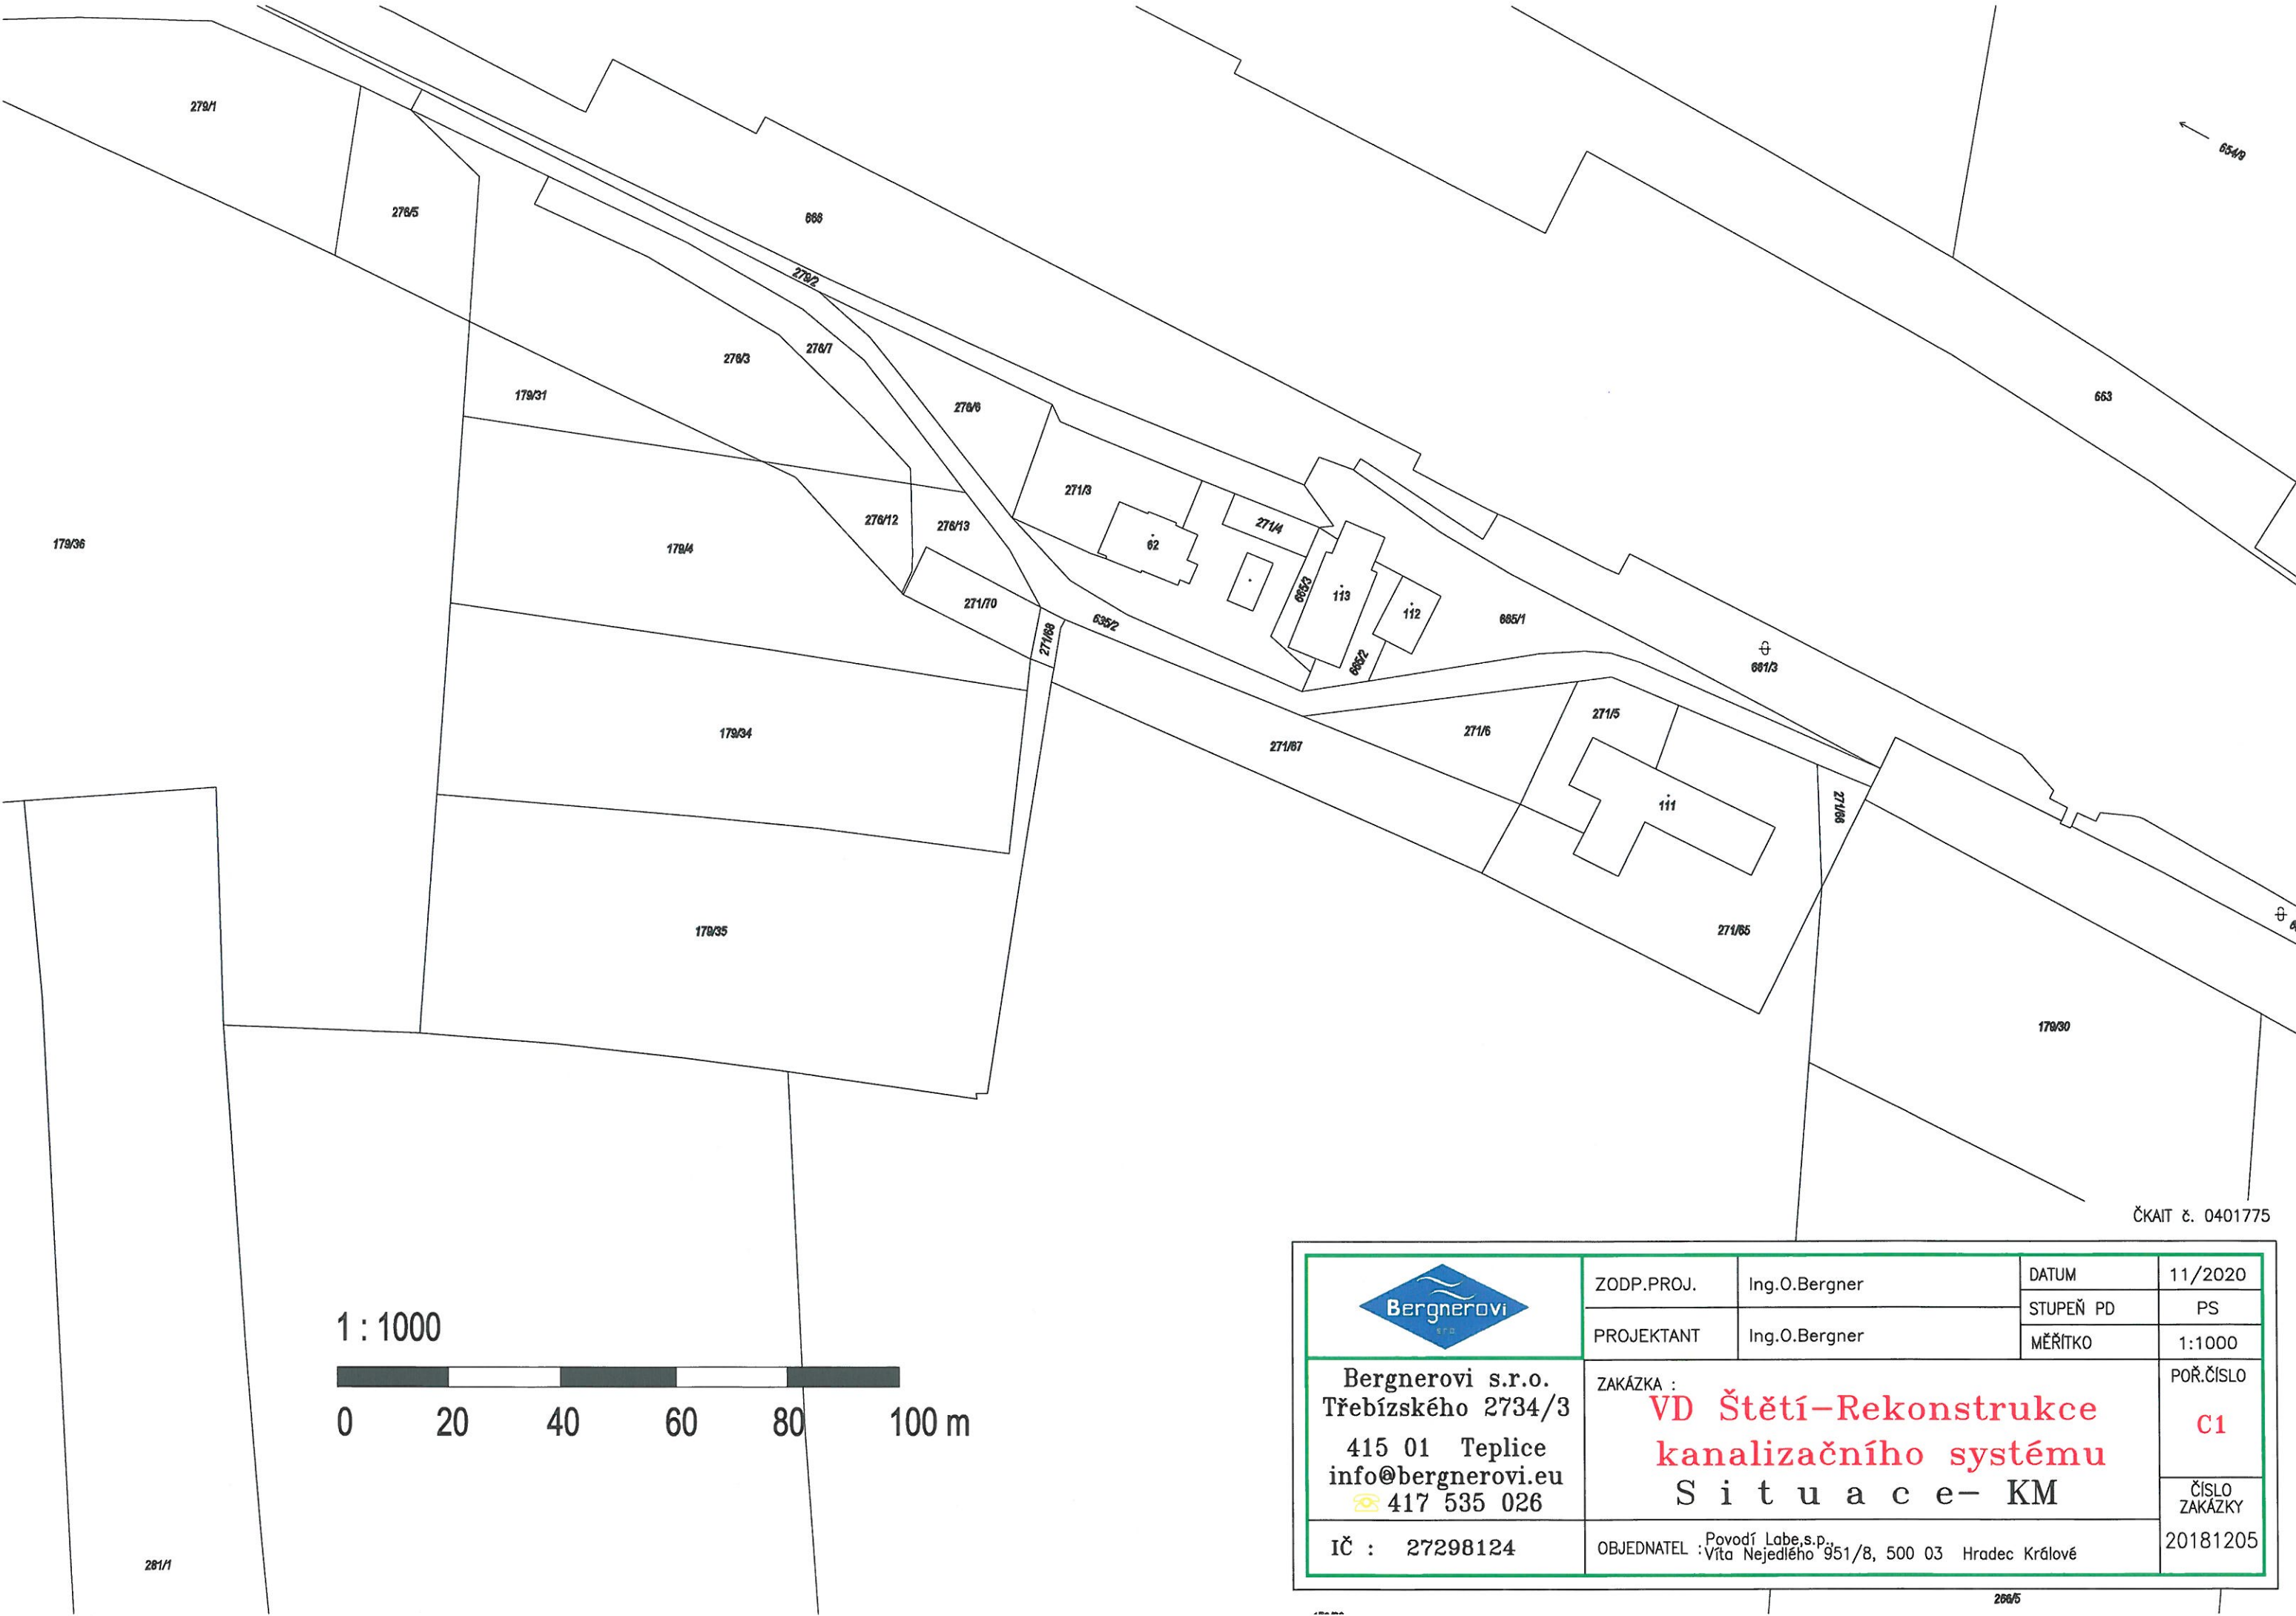 279/1
654/9
276/5
666
279/2
276/3
276/7
663
179/31
276/6
271/3
276/12
276/13
271/4
62
179/36
179/4
665/3
113
112
271/70
635/2
665/1
271/68
665/2
661/3
271/5
179/34
271/6
271/67
111
271/66
179/35
271/65
179/30
ČKAIT č. 0401775
Bergnerovi
s.r.o.
ZODP.PROJ.
Ing.O.Bergner
DATUM
11/2020
STUPEŇ PD
PS
PROJEKTANT
Ing.O.Bergner
MĚŘÍTKO
1:1000
1 : 1000
0 20 40 60 80 100 m
Bergnerovi s.r.o.
Třebízského 2734/3
415 01 Teplice
info@bergnerovi.eu
417 535 026
IČ : 27298124
ZAKÁZKA :
VD Štětí-Rekonstrukce
kanalizačního systému
Situace- KM
POŘ.ČÍSLO
C1
ČÍSLO
ZAKÁZKY
20181205
OBJEDNATEL :
Povodí Labe,s.p.,
Víta Nejedlého 951/8, 500 03 Hradec Králové
281/1
266/5